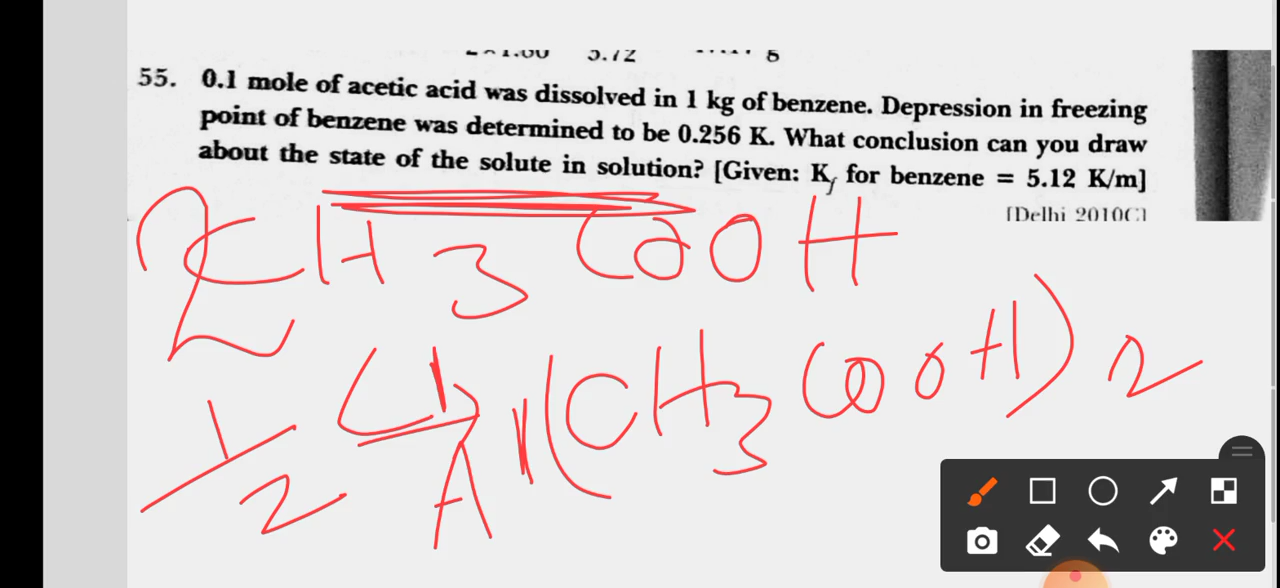 55. 0.1 mole of acetic acid was dissolved in 1 kg of benzene. Depression in freezing
point of benzene was determined to be 0.256 K. What conclusion can you draw
about the state of the solute in solution? [Given: Kf for benzene = 5.12 K/m]
[Delhi 2010C]
2CH3COOH
1/2 A 1(CH3COOH)2